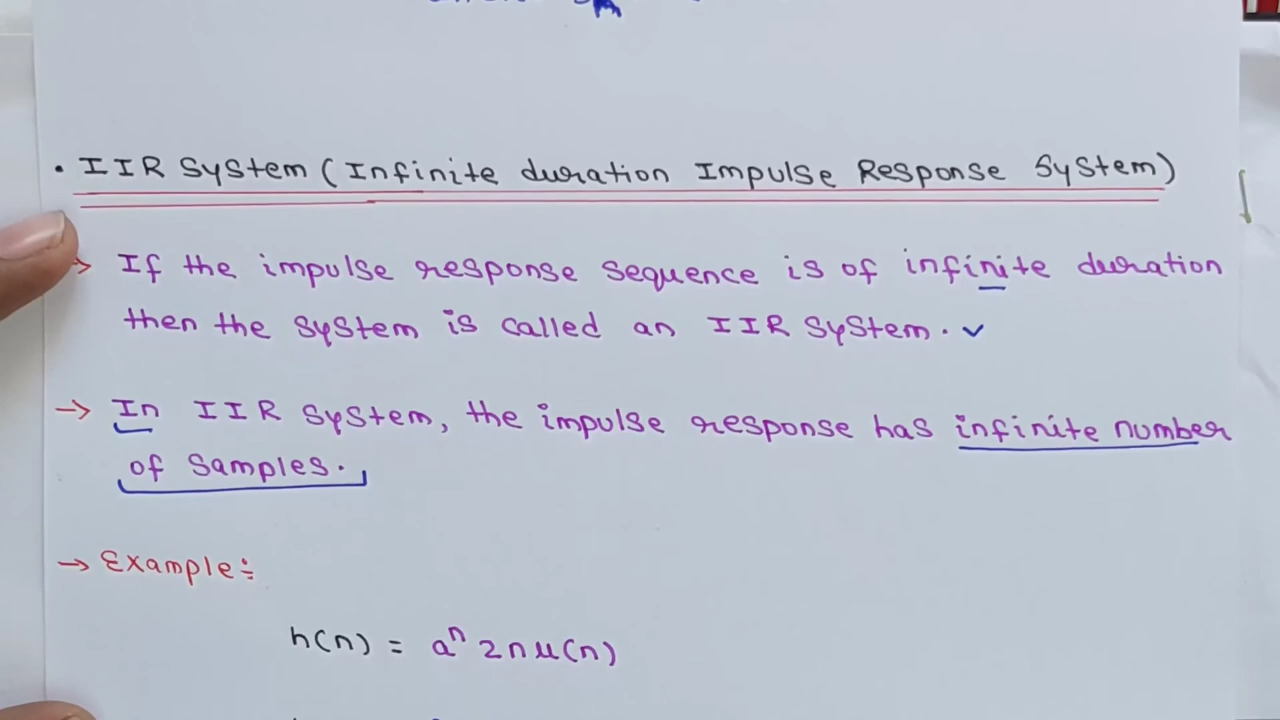 • IIR System (Infinite duration Impulse Response System)
→ If the impulse response sequence is of infinite duration
then the system is called an IIR System. ✓
→ In IIR System, the impulse response has infinite number
of samples.
→ Example:
h(n) = aⁿ 2n u(n)